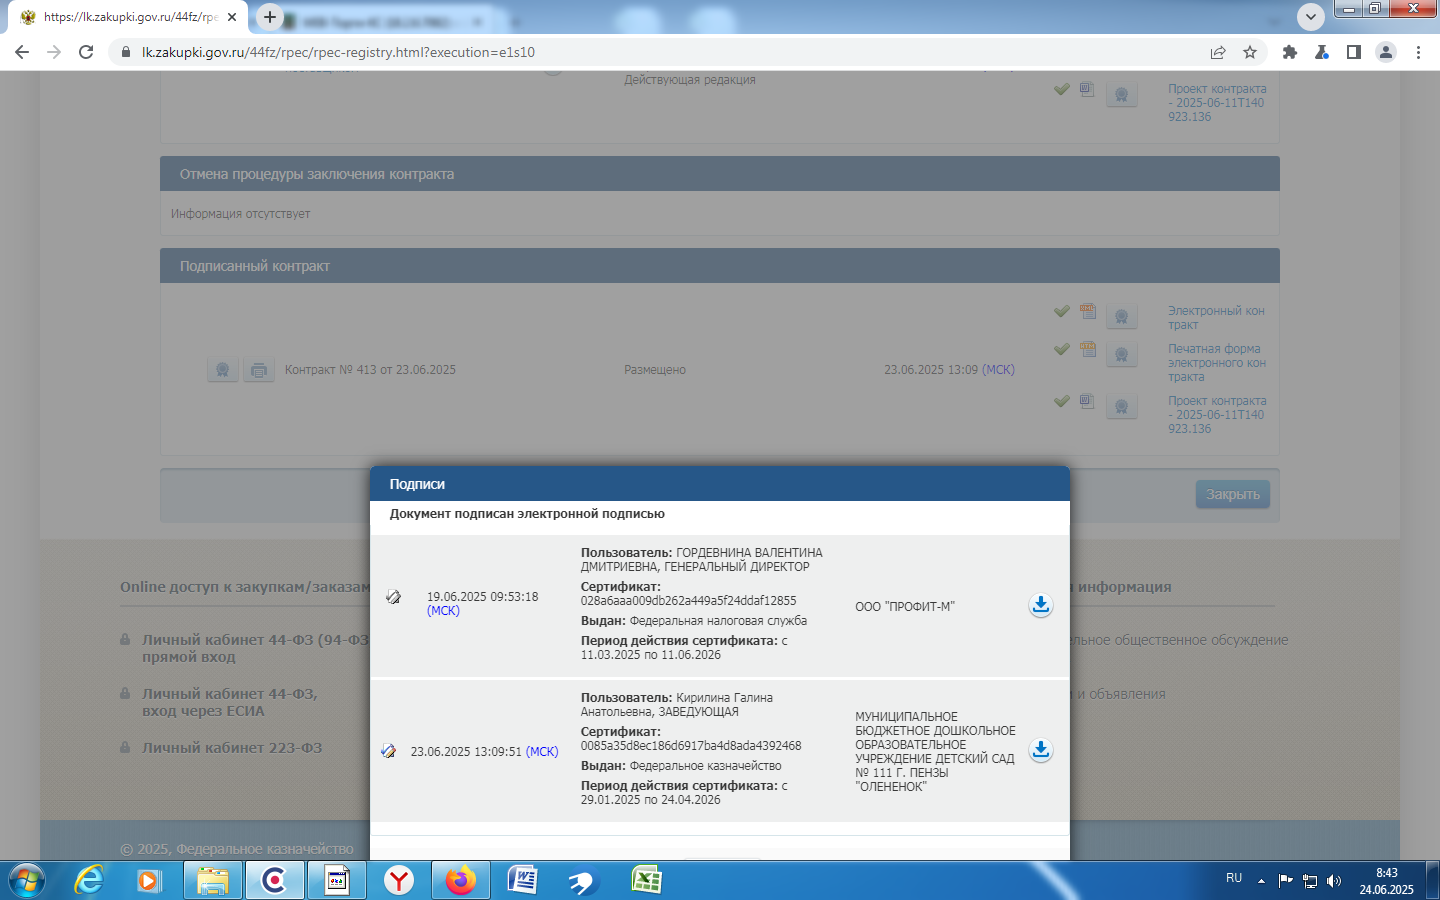 https://lk.zakupki.gov.ru/44fz/rpe
lk.zakupki.gov.ru/44fz/rpec/rpec-registry.html?execution=e1s10
Действующая редакция
Проект контракта
- 2025-06-11T140
923.136
Отмена процедуры заключения контракта
Информация отсутствует
Подписанный контракт
Контракт № 413 от 23.06.2025
Размещено
23.06.2025 13:09 (МСК)
Электронный кон
тракт
Печатная форма
электронного кон
тракта
Проект контракта
- 2025-06-11T140
923.136
Закрыть
Подписи
Документ подписан электронной подписью
19.06.2025 09:53:18
(МСК)
Пользователь: ГОРДЕВНИНА ВАЛЕНТИНА
ДМИТРИЕВНА, ГЕНЕРАЛЬНЫЙ ДИРЕКТОР
Сертификат:
028a6aaa009db262a449a5f24ddaf12855
Выдан: Федеральная налоговая служба
Период действия сертификата: с
11.03.2025 по 11.06.2026
ООО "ПРОФИТ-М"
23.06.2025 13:09:51 (МСК)
Пользователь: Кирилина Галина
Анатольевна, ЗАВЕДУЮЩАЯ
Сертификат:
0085a35d8ec186d6917ba4d8ada4392468
Выдан: Федеральное казначейство
Период действия сертификата: с
29.01.2025 по 24.04.2026
МУНИЦИПАЛЬНОЕ
БЮДЖЕТНОЕ ДОШКОЛЬНОЕ
ОБРАЗОВАТЕЛЬНОЕ
УЧРЕЖДЕНИЕ ДЕТСКИЙ САД
№ 111 Г. ПЕНЗЫ
"ОЛЕНЕНОК"
Online доступ к закупкам/заказам
Личный кабинет 44-ФЗ (94-ФЗ
прямой вход
Личный кабинет 44-ФЗ,
вход через ЕСИА
Личный кабинет 223-ФЗ
я информация
ельное общественное обсуждение
и и объявления
© 2025, Федеральное казначейство
RU
8:43
24.06.2025